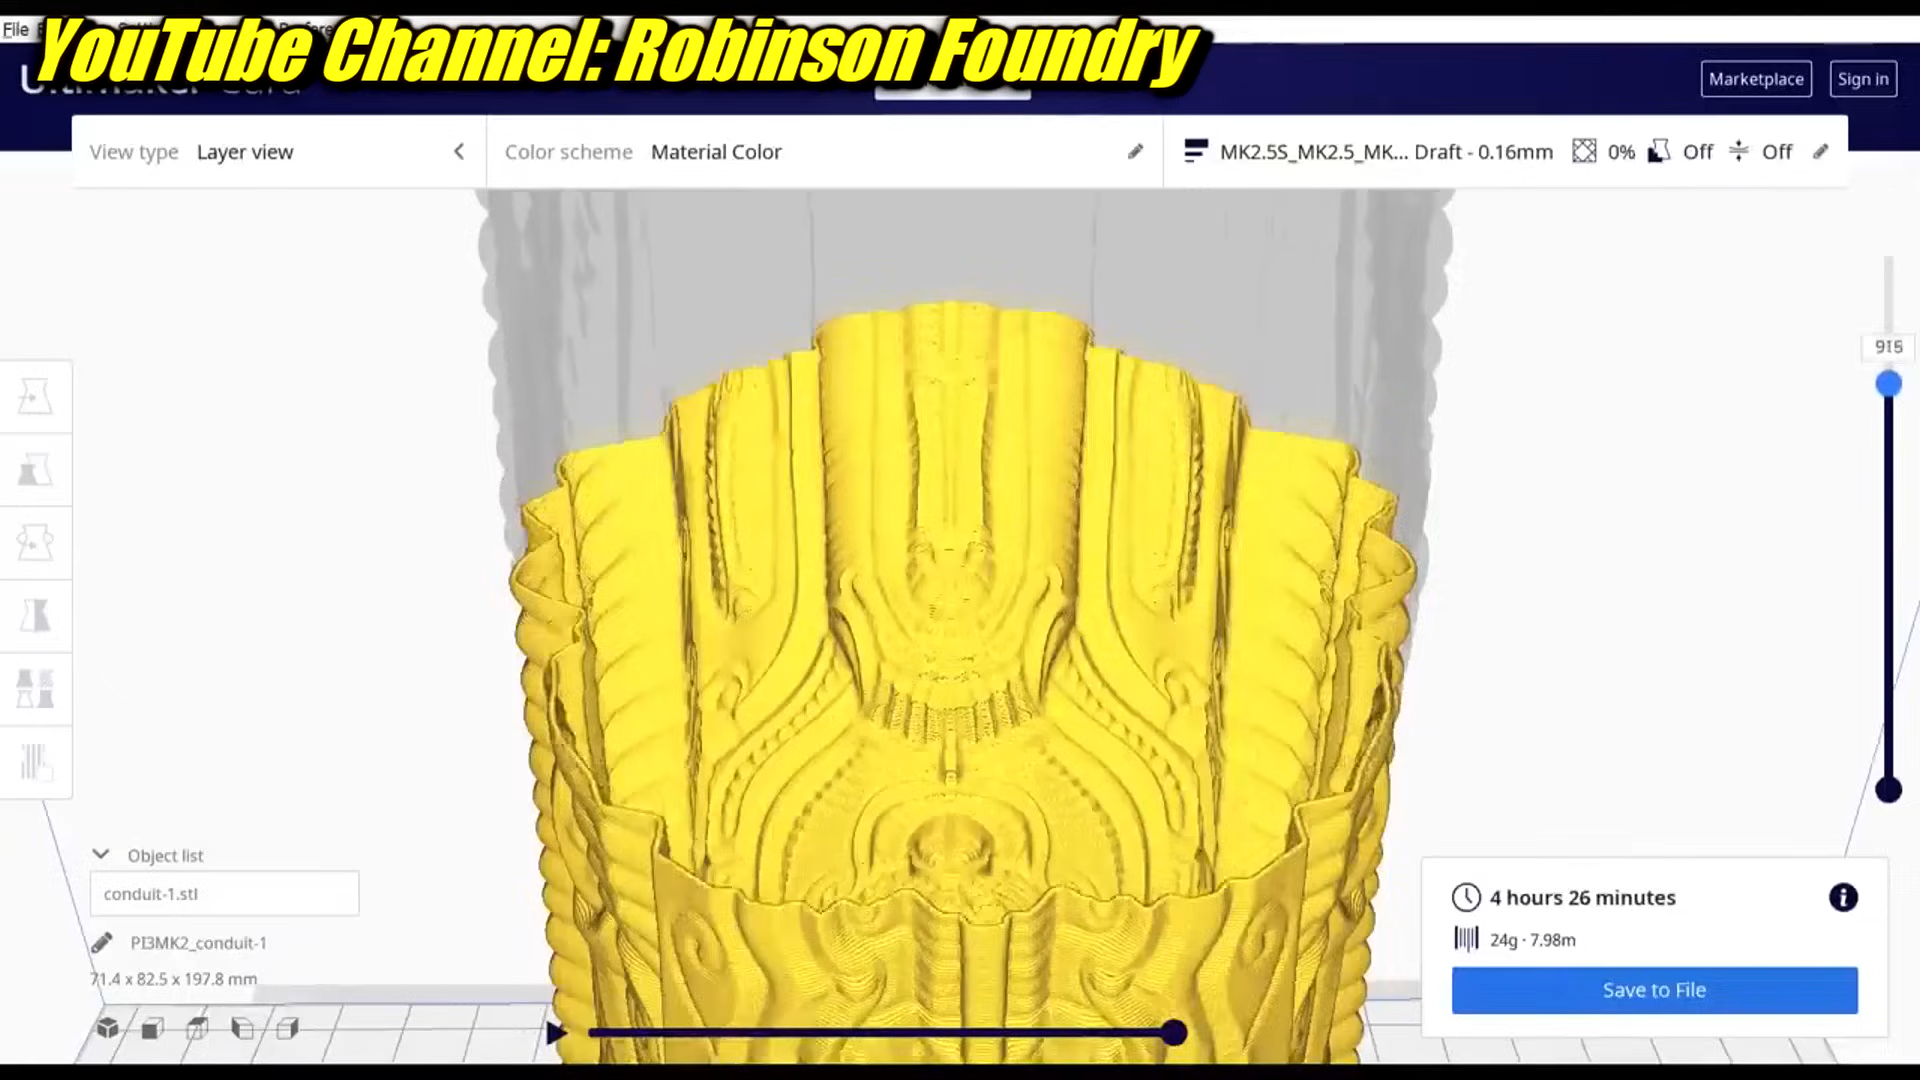 YouTube Channel: Robinson Foundry
File
Marketplace
Sign in
View type Layer view
Color scheme Material Color
MK2.5S_MK2.5_MK... Draft - 0.16mm 0% Off Off
915
Object list
conduit-1.stl
PI3MK2_conduit-1
71.4 x 82.5 x 197.8 mm
4 hours 26 minutes
24g · 7.98m
Save to File